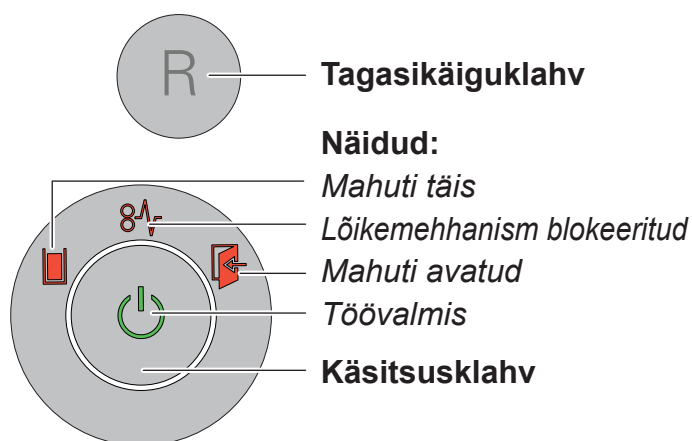 R
Tagasikäiguklahv
Näidud:
Mahuti täis
Lõikemehhanism blokeeritud
Mahuti avatud
Töövalmis
Käsitsusklahv